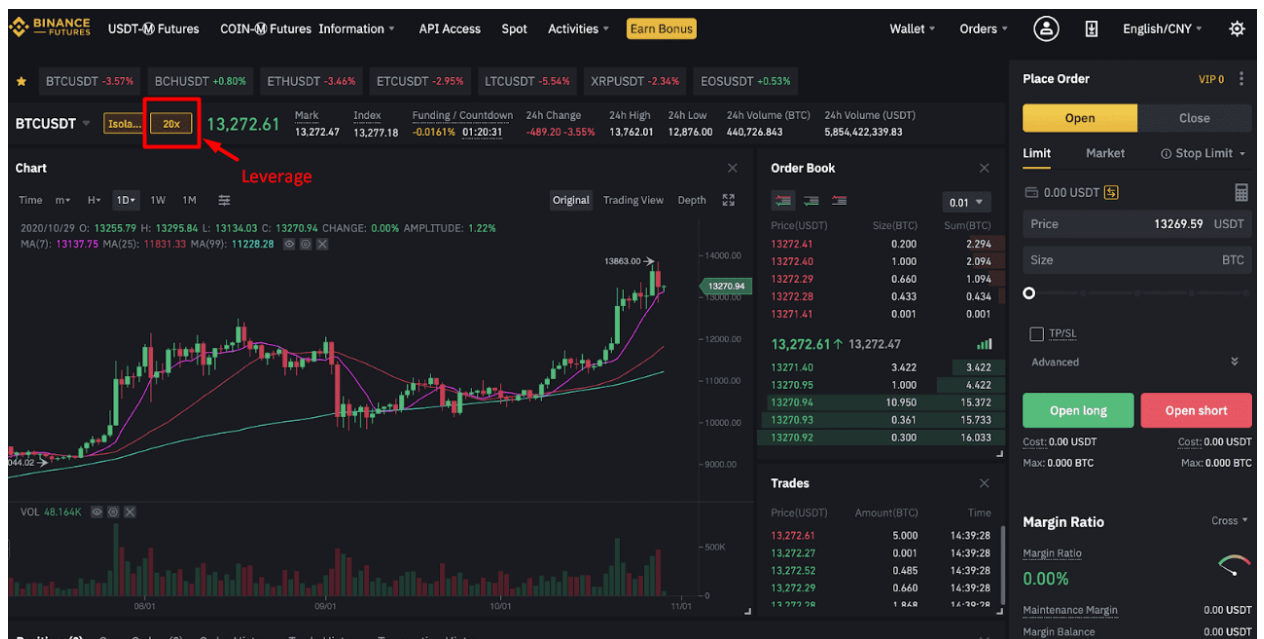 BINANCE FUTURES USDT-Ⓜ Futures COIN-Ⓜ Futures Information API Access Spot Activities Earn Bonus Wallet Orders English/CNY
BTCUSDT -3.57% BCHUSDT +0.80% ETHUSDT -3.46% ETCUSDT -2.95% LTCUSDT -5.54% XRPUSDT -2.34% EOSUSDT +0.53%
BTCUSDT Isola... 20x 13,272.61
Mark Index Funding / Countdown 24h Change 24h High 24h Low 24h Volume (BTC) 24h Volume (USDT)
13,272.47 13,277.18 -0.0161% 01:20:31 -489.20 -3.55% 13,762.01 12,876.00 440,726.843 5,854,422,339.83
Leverage
Chart
Time m H 1D 1W 1M Original Trading View Depth
2020/10/29 O: 13255.79 H: 13295.84 L: 13134.03 C: 13270.94 CHANGE: 0.00% AMPLITUDE: 1.22%
MA(7): 13137.75 MA(25): 11831.33 MA(99): 11228.28
13863.00
14000.00
13270.94
13000.00
12000.00
11000.00
10000.00
9000.00
044.02
VOL 48.164K
500K
0
08/01 09/01 10/01 11/01
Order Book
0.01
Price(USDT) Size(BTC) Sum(BTC)
13272.41 0.200 2.294
13272.40 1.000 2.094
13272.29 0.660 1.094
13272.28 0.433 0.434
13271.41 0.001 0.001
13,272.61↑ 13,272.47
13271.40 3.422 3.422
13270.95 1.000 4.422
13270.94 10.950 15.372
13270.93 0.361 15.733
13270.92 0.300 16.033
Trades
Price(USDT) Amount(BTC) Time
13,272.61 5.000 14:39:28
13,272.27 0.001 14:39:28
13,272.52 0.485 14:39:28
13,272.29 0.660 14:39:28
13,272.28 1.868 14:39:28
Place Order VIP 0
Open Close
Limit Market Stop Limit
0.00 USDT
Price 13269.59 USDT
Size BTC
TP/SL
Advanced
Open long Open short
Cost: 0.00 USDT Cost: 0.00 USDT
Max: 0.000 BTC Max: 0.000 BTC
Margin Ratio Cross
Margin Ratio
0.00%
Maintenance Margin 0.00 USDT
Margin Balance 0.00 USDT